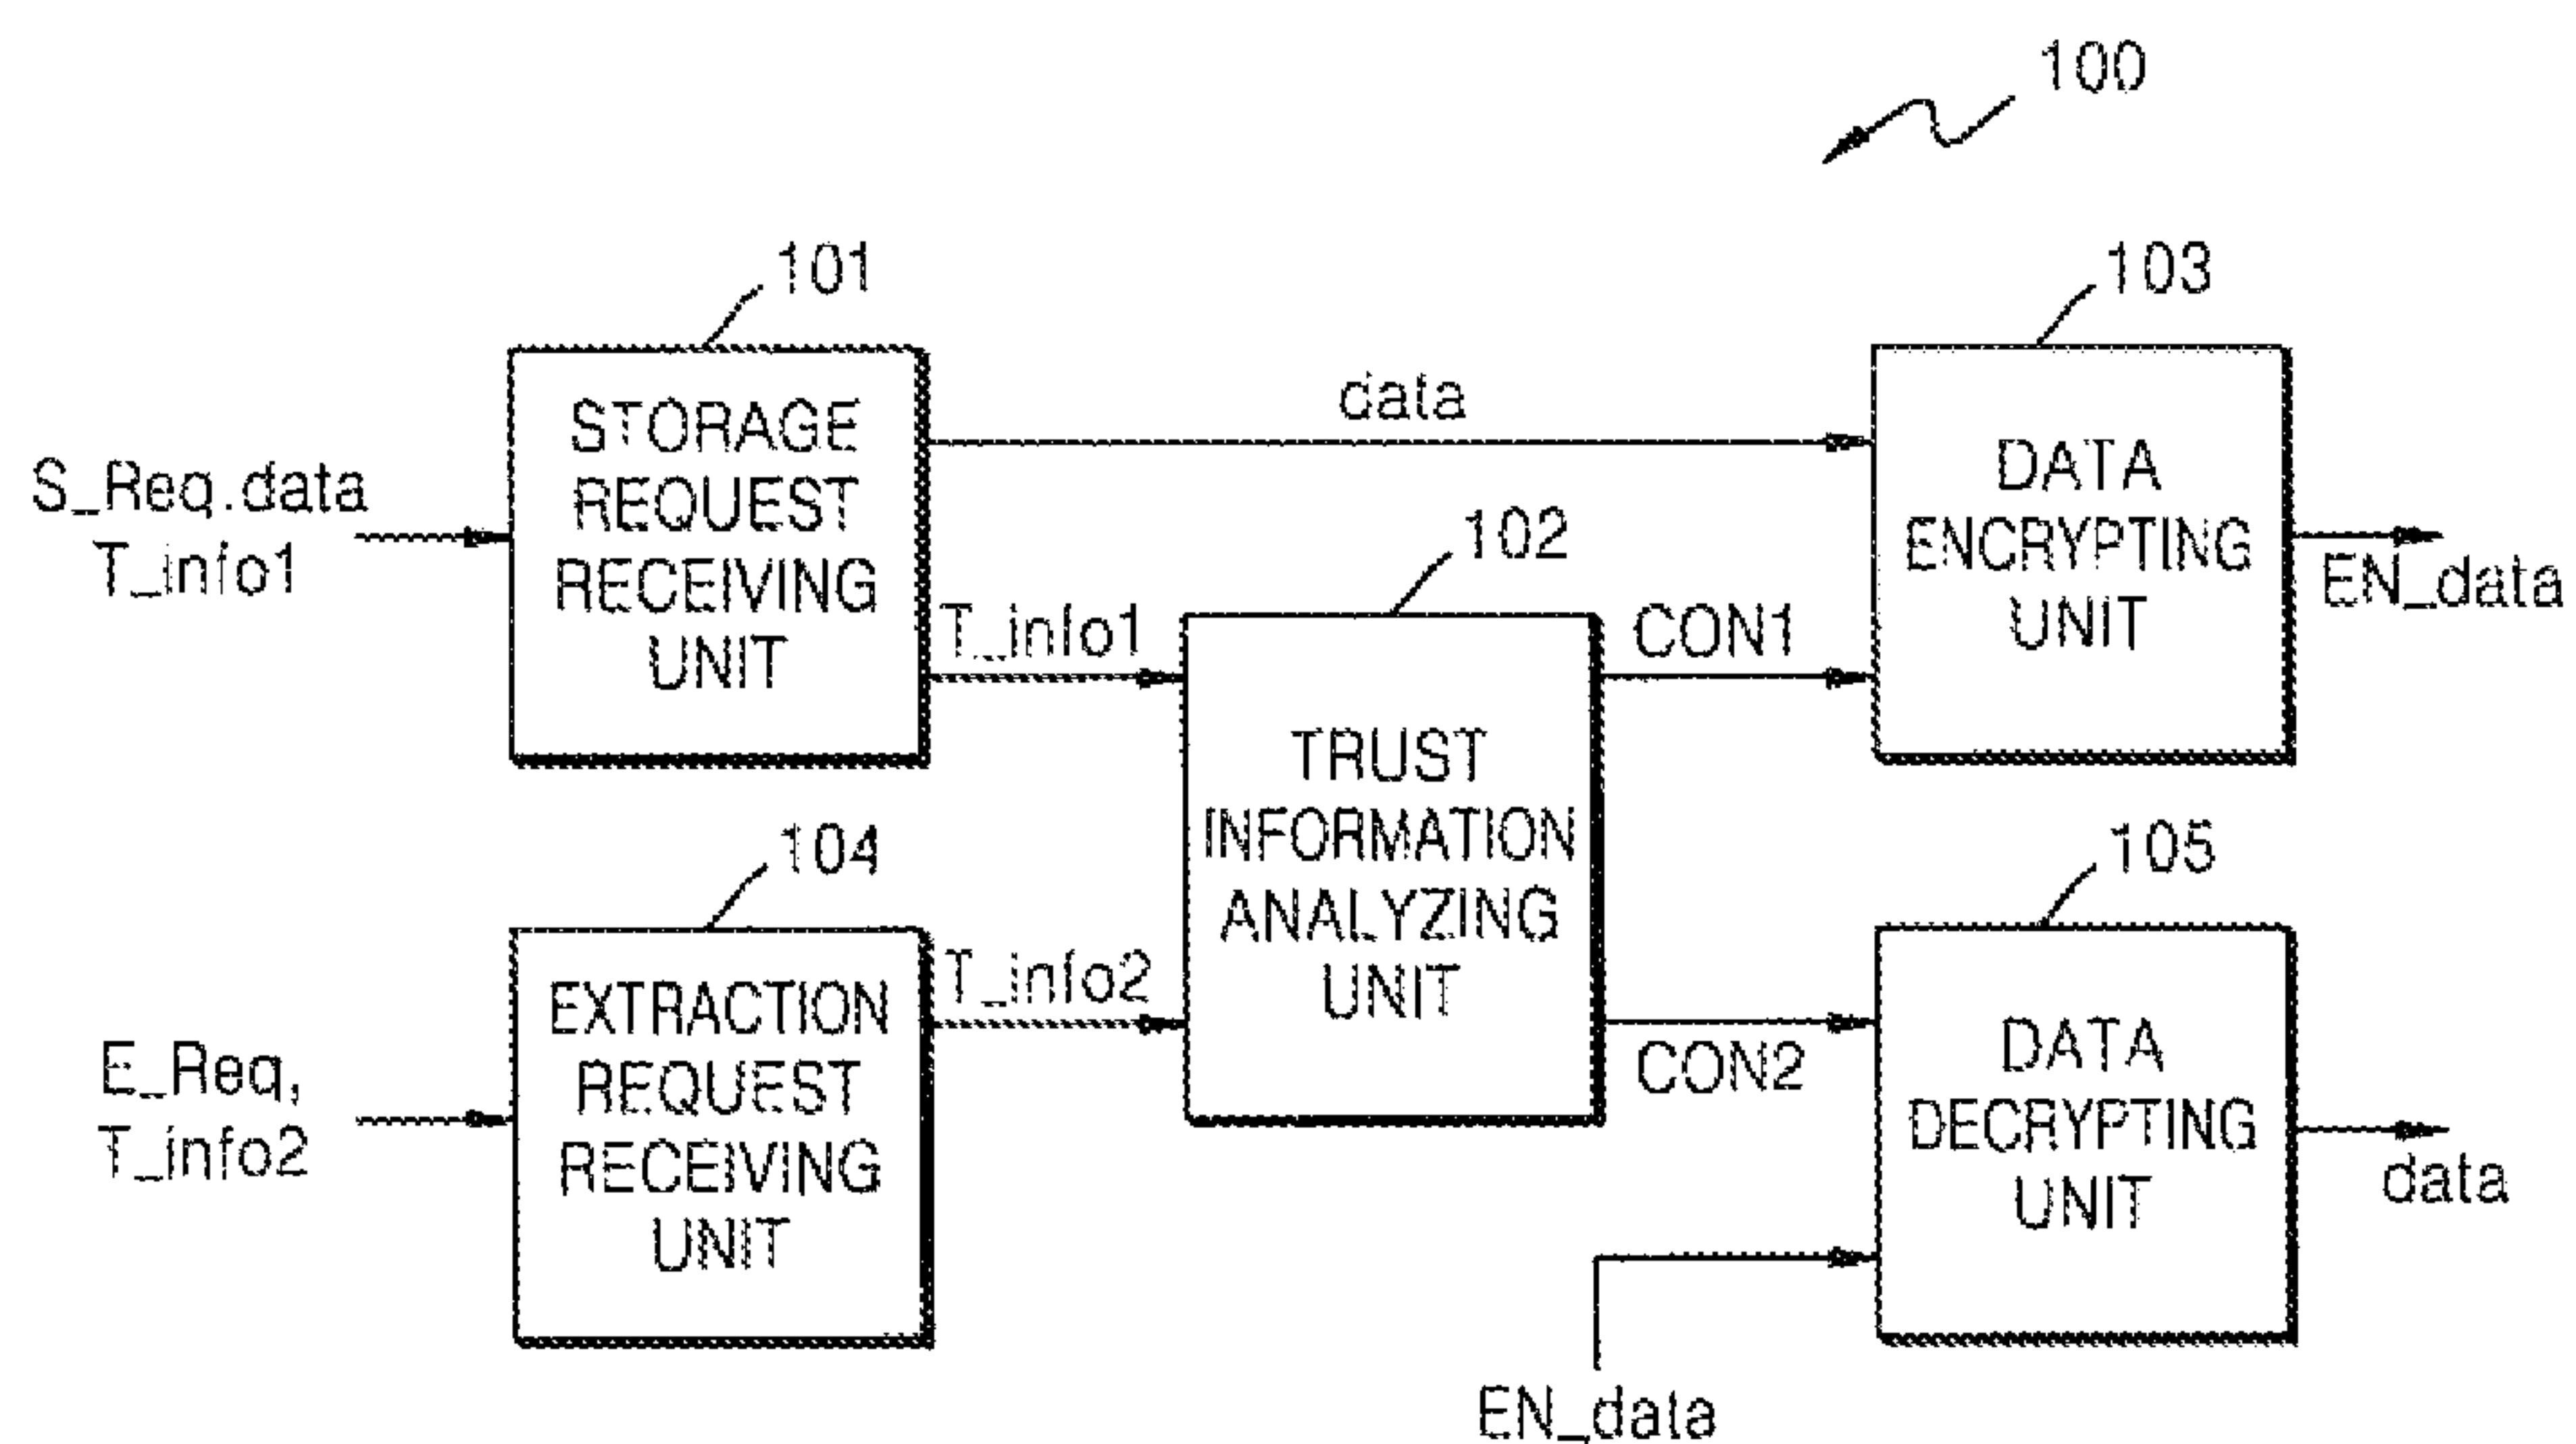 100
101
103
STORAGE
REQUEST
RECEIVING
UNIT
S_Req.data
T_info1
data
DATA
ENCRYPTING
UNIT
EN_data
T_info1
102
CON1
TRUST
INFORMATION
ANALYZING
UNIT
104
105
EXTRACTION
REQUEST
RECEIVING
UNIT
E_Req,
T_info2
T_info2
CON2
DATA
DECRYPTING
UNIT
data
EN_data